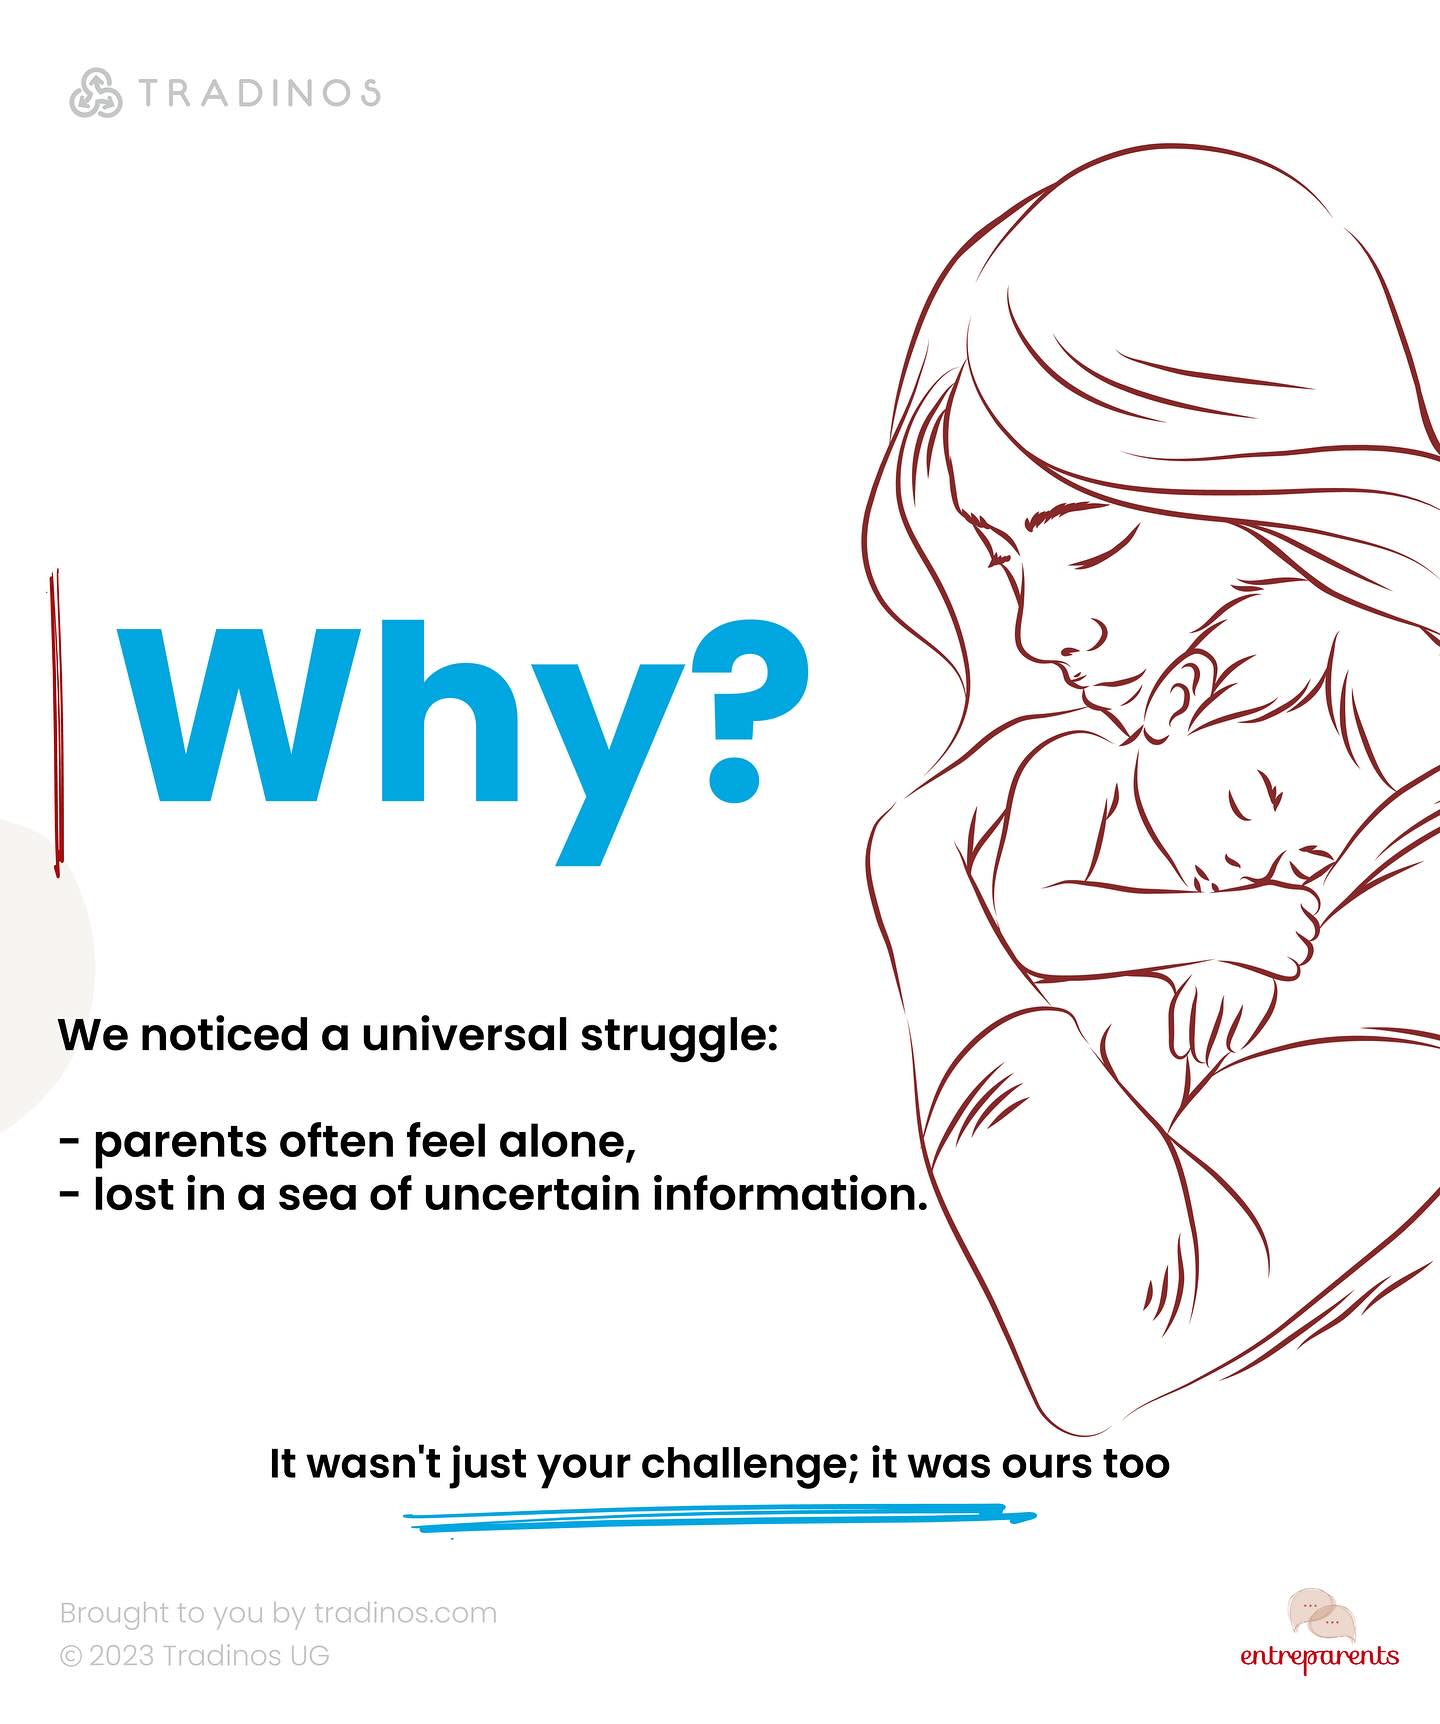 TRADINOS
Why?
We noticed a universal struggle:
- parents often feel alone,
- lost in a sea of uncertain information.
It wasn't just your challenge; it was ours too
Brought to you by tradinos.com
© 2023 Tradinos UG
entreparents